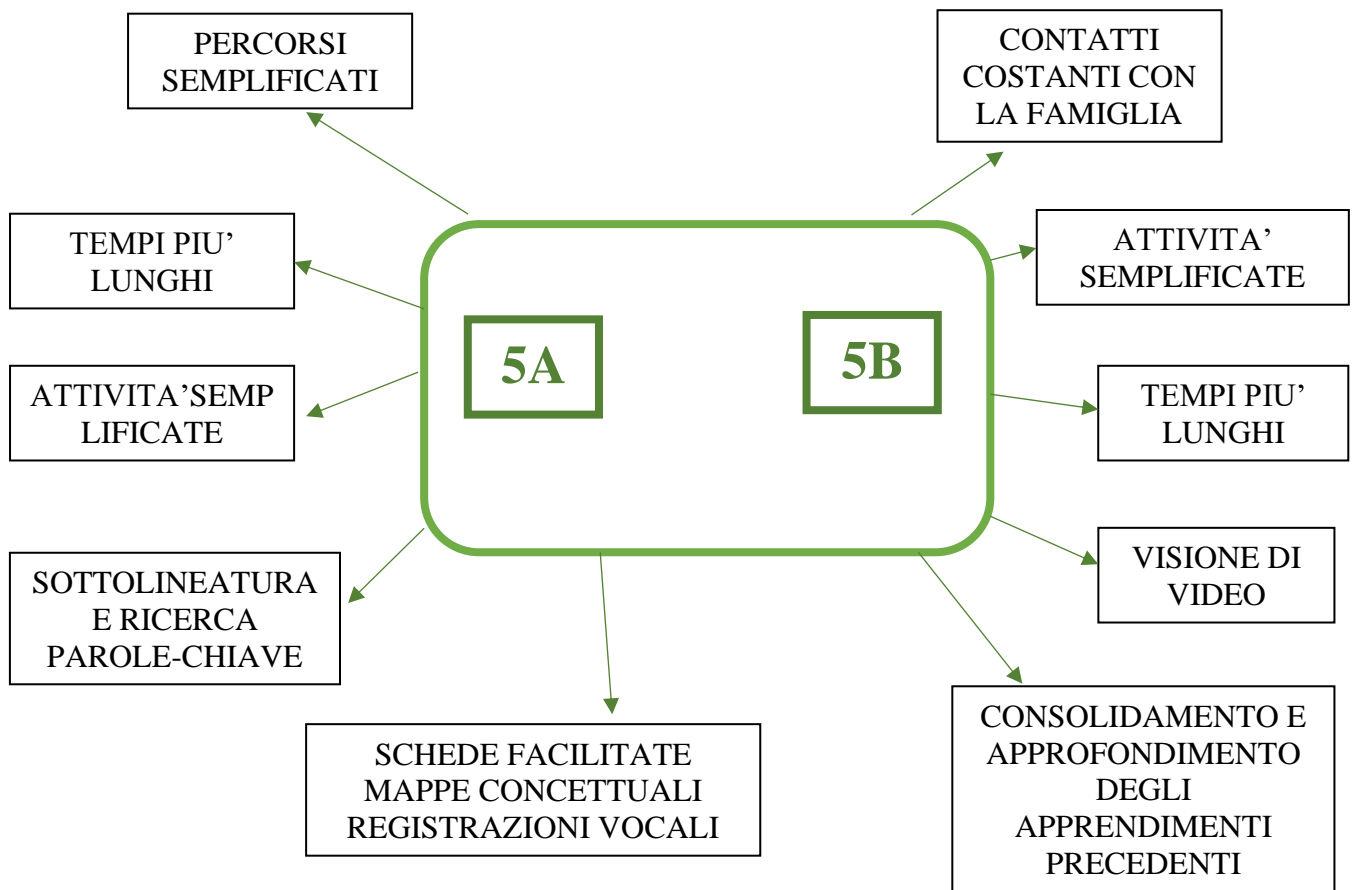 PERCORSI
SEMPLIFICATI
CONTATTI
COSTANTI CON
LA FAMIGLIA
TEMPI PIU’
LUNGHI
ATTIVITA’
SEMPLIFICATE
5A
5B
ATTIVITA’SEMP
LIFICATE
TEMPI PIU’
LUNGHI
SOTTOLINEATURA
E RICERCA
PAROLE-CHIAVE
VISIONE DI
VIDEO
SCHEDE FACILITATE
MAPPE CONCETTUALI
REGISTRAZIONI VOCALI
CONSOLIDAMENTO E
APPROFONDIMENTO
DEGLI
APPRENDIMENTI
PRECEDENTI